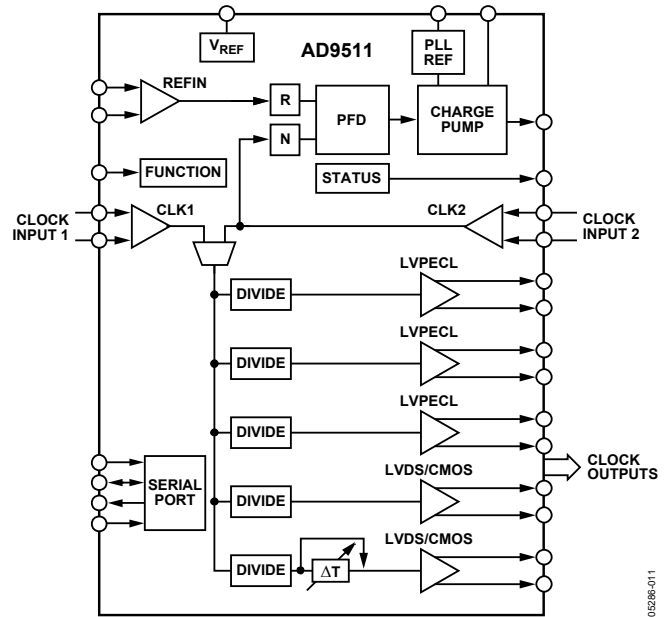 VREF
AD9511
PLL
REF
REFIN
R
PFD
CHARGE
PUMP
N
FUNCTION
STATUS
CLOCK
INPUT 1
CLK1
CLK2
CLOCK
INPUT 2
LVPECL
DIVIDE
LVPECL
DIVIDE
LVPECL
DIVIDE
SERIAL
PORT
LVDS/CMOS
DIVIDE
CLOCK
OUTPUTS
LVDS/CMOS
DIVIDE
ΔT
05286-011